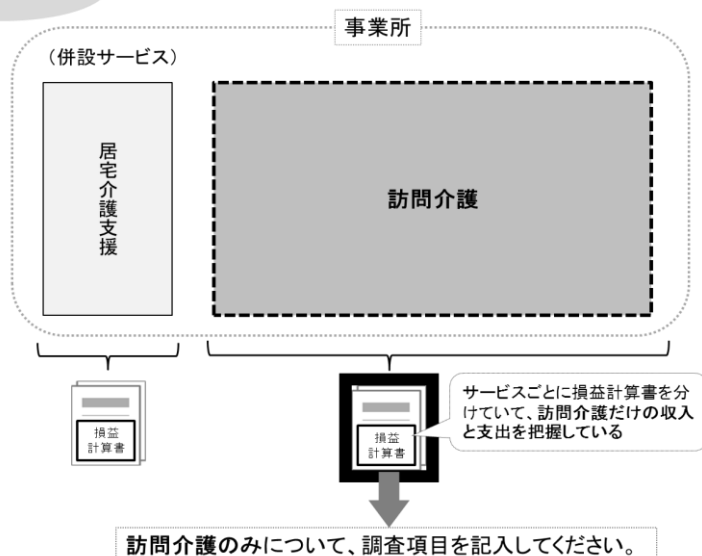 事業所
（併設サービス）
居宅介護支援
訪問介護
損益
計算書
損益
計算書
サービスごとに損益計算書を分
けていて、訪問介護だけの収入
と支出を把握している
訪問介護のみについて、調査項目を記入してください。